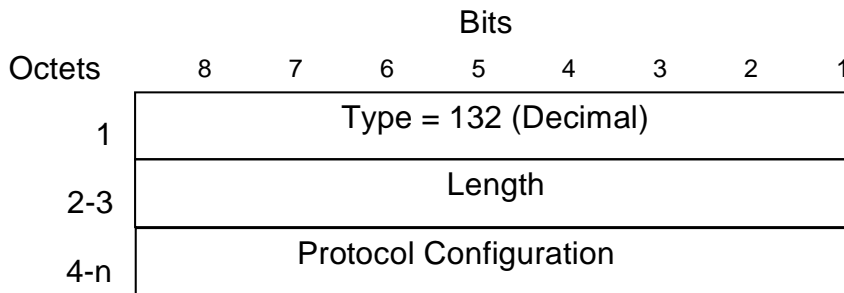 Bits
Octets 8 7 6 5 4 3 2 1
1 Type = 132 (Decimal)
2-3 Length
4-n Protocol Configuration